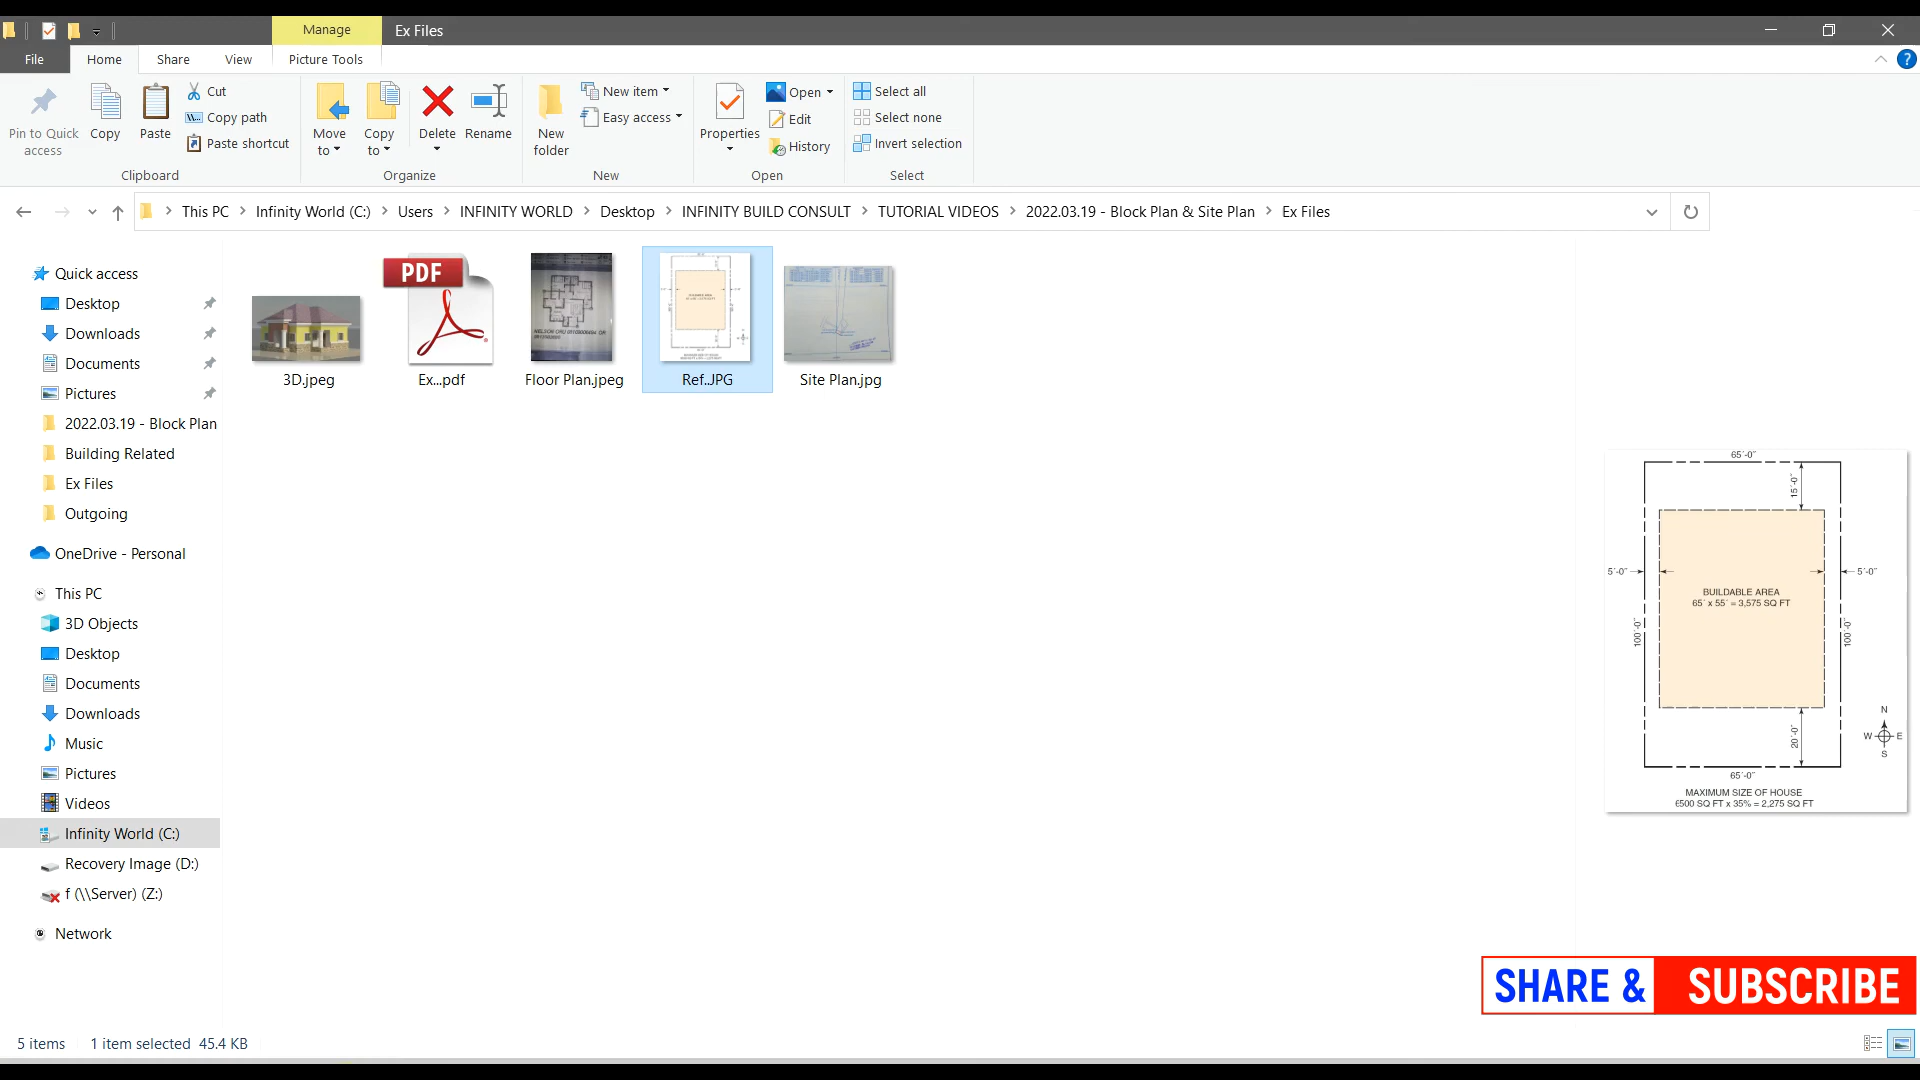 Manage
Ex Files
File
Home
Share
View
Picture Tools
Pin to Quick access
Copy
Paste
Cut
Copy path
Paste shortcut
Clipboard
Move to
Copy to
Delete
Rename
Organize
New folder
New item
Easy access
New
Properties
Open
Edit
History
Open
Select all
Select none
Invert selection
Select
This PC
Infinity World (C:)
Users
INFINITY WORLD
Desktop
INFINITY BUILD CONSULT
TUTORIAL VIDEOS
2022.03.19 - Block Plan & Site Plan
Ex Files
Quick access
Desktop
Downloads
Documents
Pictures
2022.03.19 - Block Plan
Building Related
Ex Files
Outgoing
OneDrive - Personal
This PC
3D Objects
Desktop
Documents
Downloads
Music
Pictures
Videos
Infinity World (C:)
Recovery Image (D:)
f (\\Server) (Z:)
Network
PDF
3D.jpeg
Ex...pdf
Floor Plan.jpeg
Ref..JPG
Site Plan.jpg
65'-0"
15'-0"
5'-0"
5'-0"
BUILDABLE AREA
65' x 55' = 3,575 SQ FT
100'-0"
100'-0"
20'-0"
N
W
E
S
65'-0"
MAXIMUM SIZE OF HOUSE
6500 SQ FT x 35% = 2,275 SQ FT
SHARE & SUBSCRIBE
5 items
1 item selected 45.4 KB